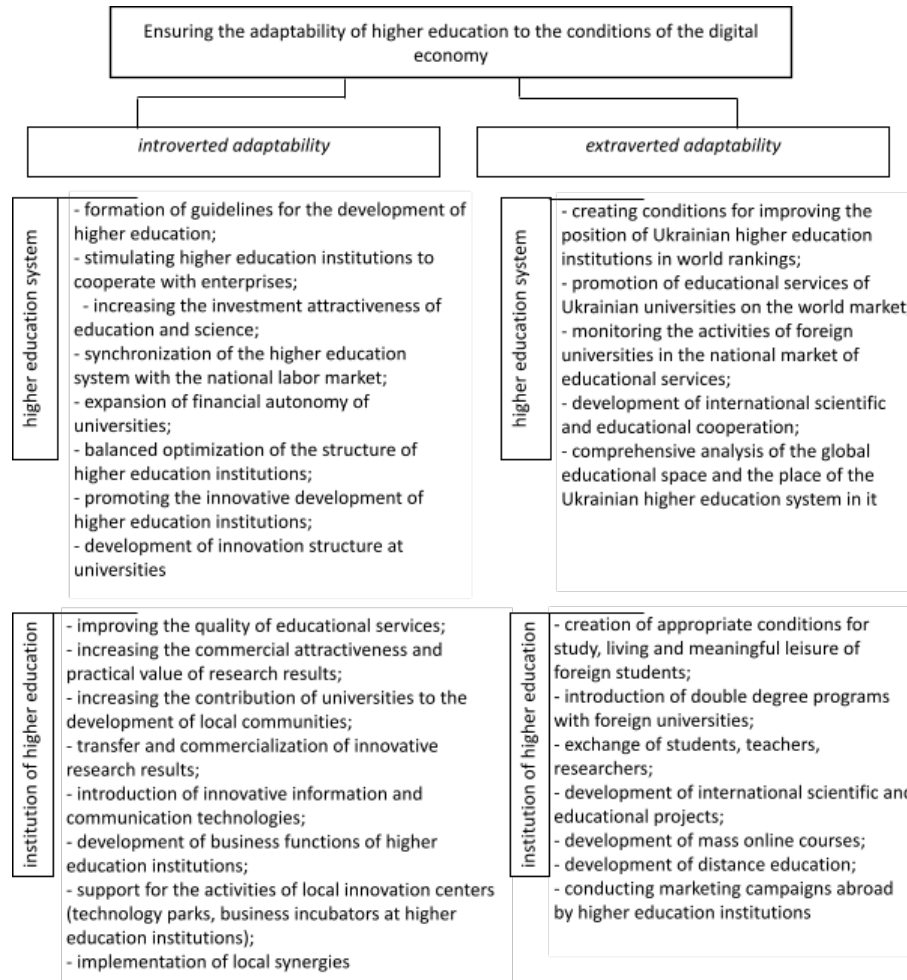 Ensuring the adaptability of higher education to the conditions of the digital
economy
introverted adaptability
extraverted adaptability
higher education system
- formation of guidelines for the development of
higher education;
- stimulating higher education institutions to
cooperate with enterprises;
- increasing the investment attractiveness of
education and science;
- synchronization of the higher education
system with the national labor market;
- expansion of financial autonomy of
universities;
- balanced optimization of the structure of
higher education institutions;
- promoting the innovative development of
higher education institutions;
- development of innovation structure at
universities
higher education system
- creating conditions for improving the
position of Ukrainian higher education
institutions in world rankings;
- promotion of educational services of
Ukrainian universities on the world market
- monitoring the activities of foreign
universities in the national market of
educational services;
- development of international scientific
and educational cooperation;
- comprehensive analysis of the global
educational space and the place of the
Ukrainian higher education system in it
institution of higher education
- improving the quality of educational services;
- increasing the commercial attractiveness and
practical value of research results;
- increasing the contribution of universities to the
development of local communities;
- transfer and commercialization of innovative
research results;
- introduction of innovative information and
communication technologies;
- development of business functions of higher
education institutions;
- support for the activities of local innovation centers
(technology parks, business incubators at higher
education institutions);
- implementation of local synergies
institution of higher education
- creation of appropriate conditions for
study, living and meaningful leisure of
foreign students;
- introduction of double degree programs
with foreign universities;
- exchange of students, teachers,
researchers;
- development of international scientific and
educational projects;
- development of mass online courses;
- development of distance education;
- conducting marketing campaigns abroad
by higher education institutions